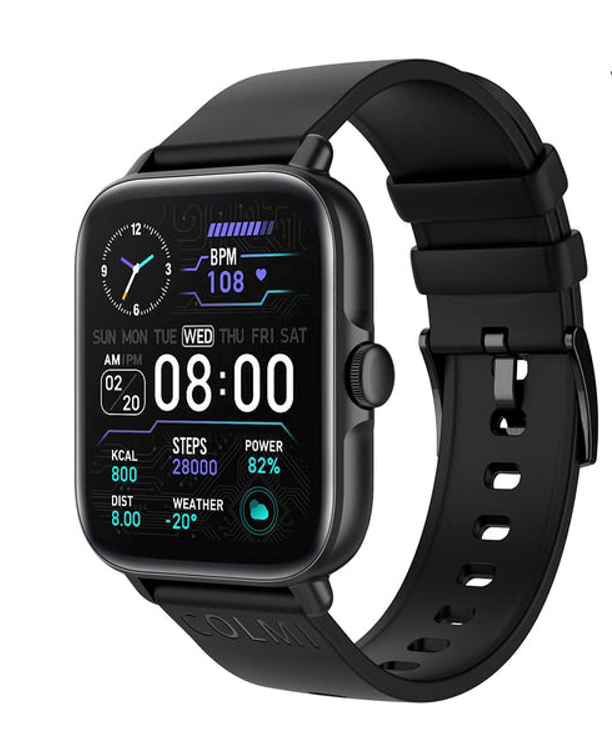 12
9 3
6
BPM
108
SUN MON TUE WED THU FRI SAT
AM|PM
02/20
08:00
KCAL
800
STEPS
28000
POWER
82%
DIST
8.00
WEATHER
-20°
COLMI